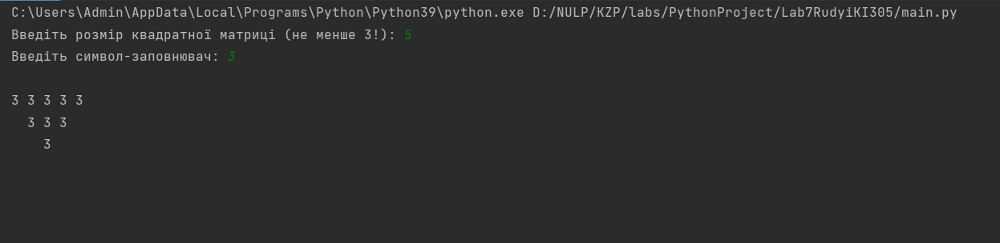 C:\Users\Admin\AppData\Local\Programs\Python\Python39\python.exe D:/NULP/KZP/labs/PythonProject/Lab7RudyiKI305/main.py
Введіть розмір квадратної матриці (не менше 3!): 5
Введіть символ-заповнювач: 3
3 3 3 3 3
3 3 3
3